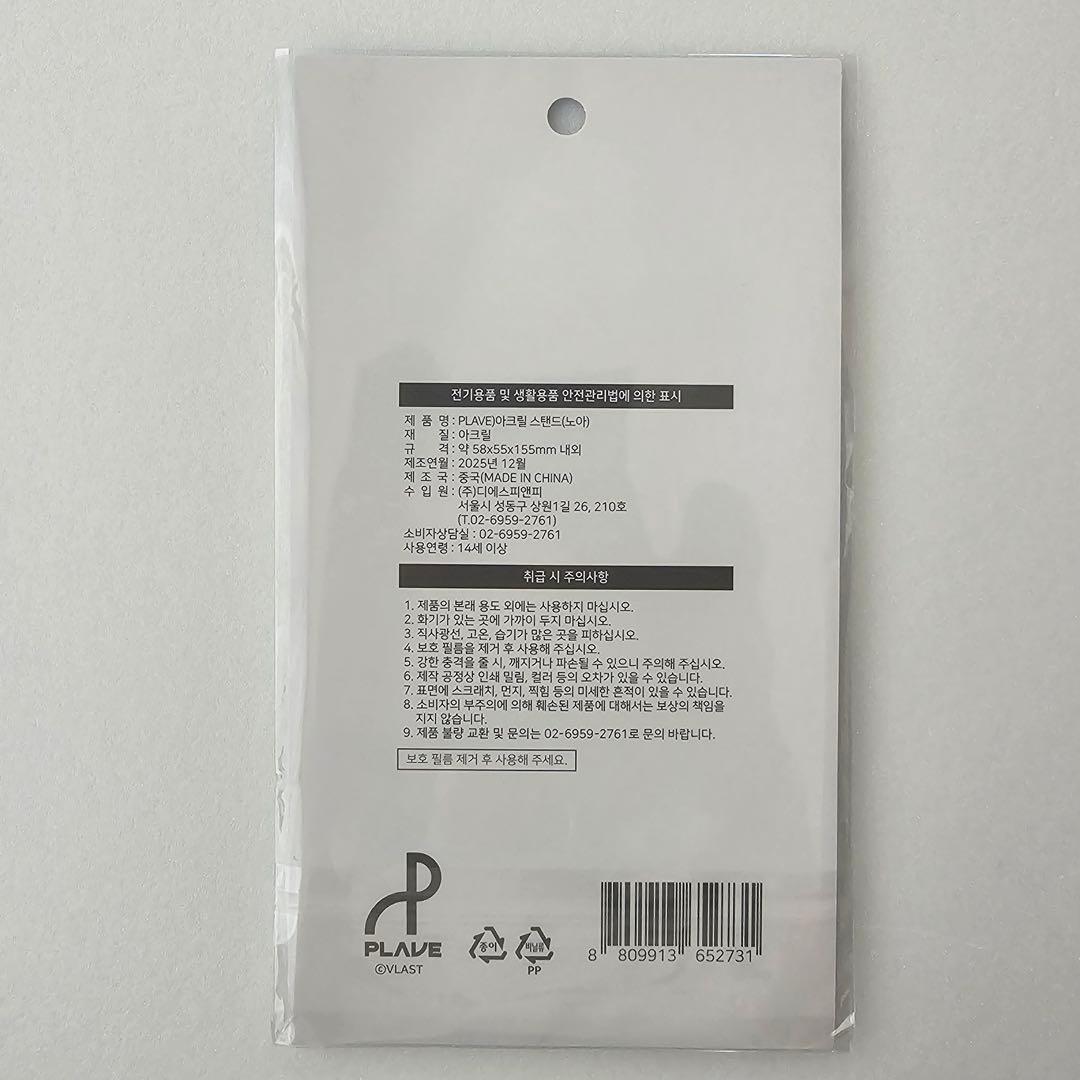 전기용품 및 생활용품 안전관리법에 의한 표시
제 품 명 : PLAVE)아크릴 스탠드(노아)
재 질 : 아크릴
규 격 : 약 58x55x155mm 내외
제조연월 : 2025년 12월
제 조 국 : 중국(MADE IN CHINA)
수 입 원 : (주)디에스피앤피
서울시 성동구 상원1길 26, 210호
(T.02-6959-2761)
소비자상담실 : 02-6959-2761
사용연령 : 14세 이상
취급 시 주의사항
1. 제품의 본래 용도 외에는 사용하지 마십시오.
2. 화기가 있는 곳에 가까이 두지 마십시오.
3. 직사광선, 고온, 습기가 많은 곳을 피하십시오.
4. 보호 필름을 제거 후 사용해 주십시오.
5. 강한 충격을 줄 시, 깨지거나 파손될 수 있으니 주의해 주십시오.
6. 제작 공정상 인쇄 밀림, 컬러 등의 오차가 있을 수 있습니다.
7. 표면에 스크래치, 먼지, 찍힘 등의 미세한 흔적이 있을 수 있습니다.
8. 소비자의 부주의에 의해 훼손된 제품에 대해서는 보상의 책임을
지지 않습니다.
9. 제품 불량 교환 및 문의는 02-6959-2761로 문의 바랍니다.
보호 필름 제거 후 사용해 주세요.
PLAVE
©VLAST
종이
비닐류
PP
8 809913 652731